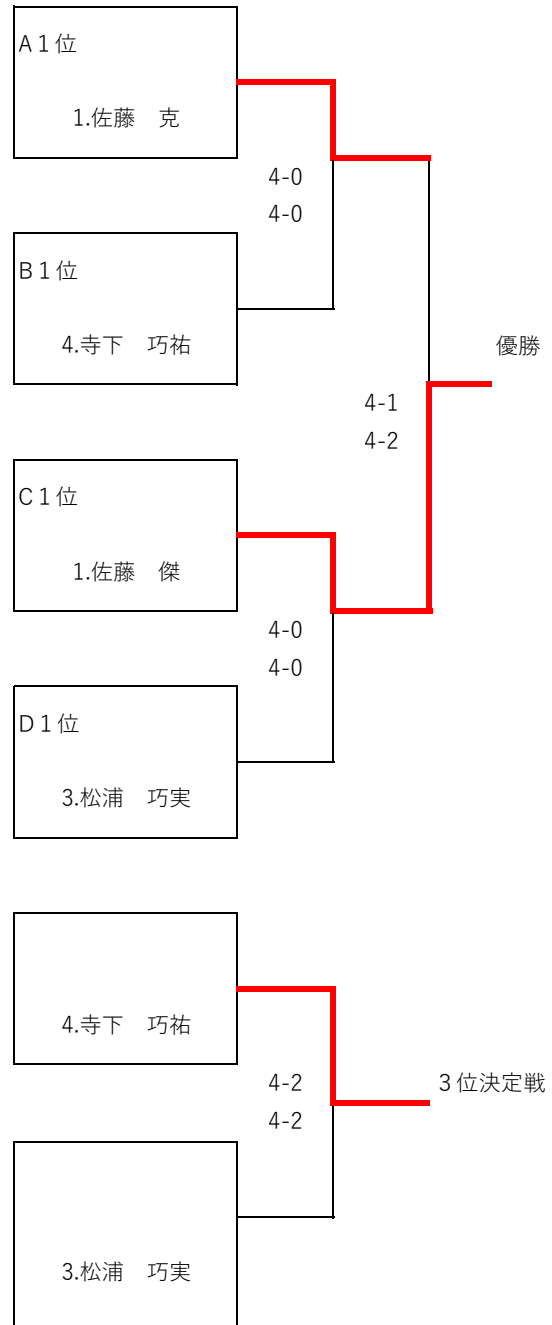 A１位
1.佐藤　克
4-0
4-0
B１位
4.寺下　巧祐
優勝
4-1
4-2
C１位
1.佐藤　傑
4-0
4-0
D１位
3.松浦　巧実
4.寺下　巧祐
4-2
4-2
３位決定戦
3.松浦　巧実